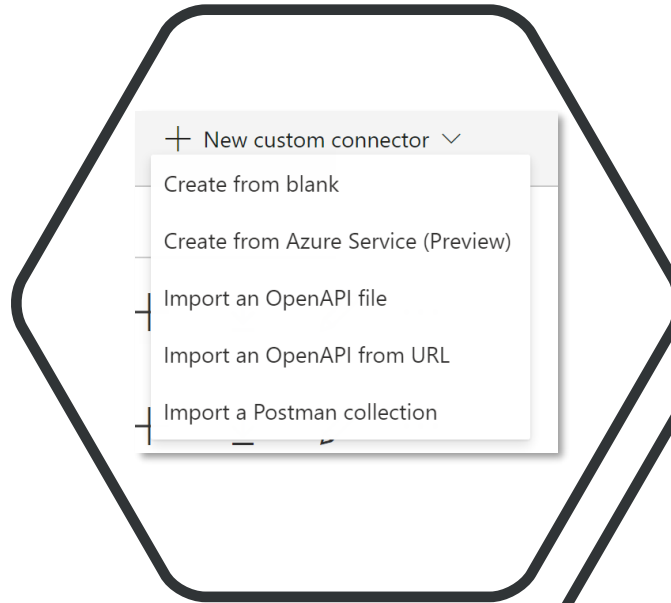 + New custom connector
Create from blank
Create from Azure Service (Preview)
Import an OpenAPI file
Import an OpenAPI from URL
Import a Postman collection